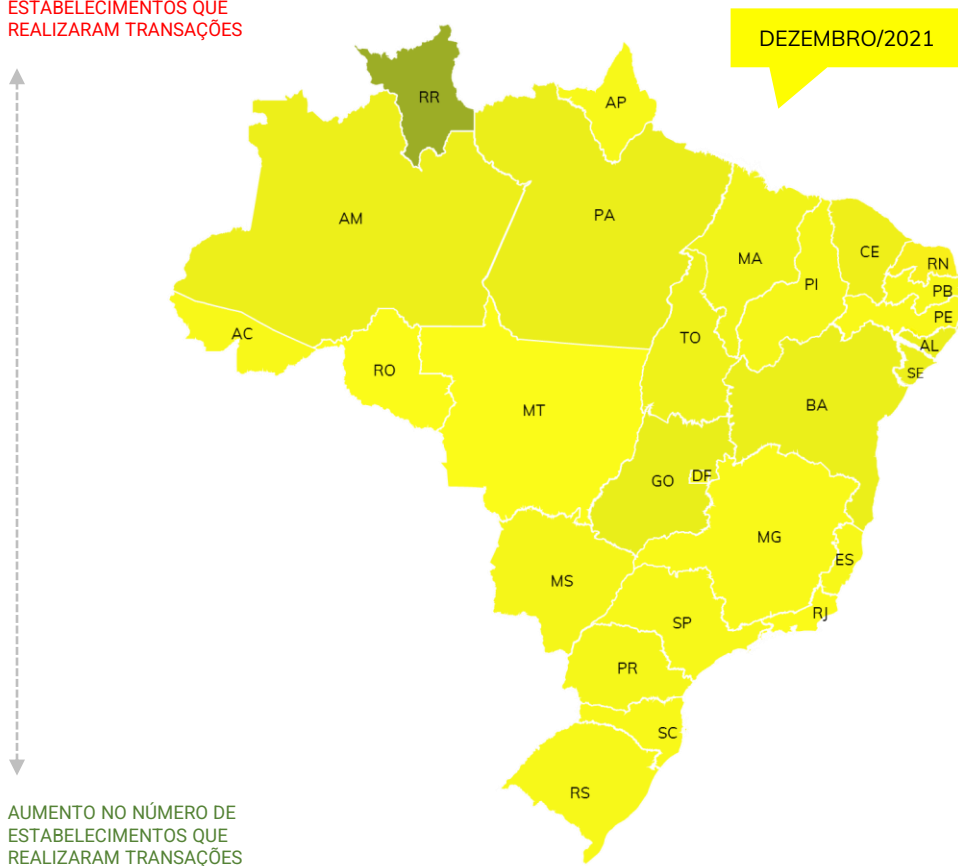 ESTABELECIMENTOS QUE
REALIZARAM TRANSAÇÕES
DEZEMBRO/2021
RR
AP
AM
PA
MA
CE
RN
PI
PB
PE
AC
TO
AL
RO
SE
MT
BA
GO
DF
MG
ES
MS
RJ
SP
PR
SC
RS
AUMENTO NO NÚMERO DE
ESTABELECIMENTOS QUE
REALIZARAM TRANSAÇÕES